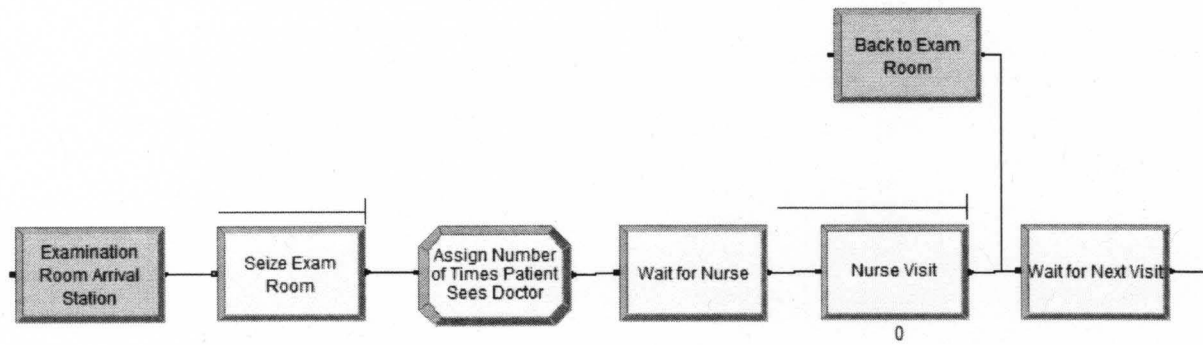 Back to Exam
Room
Examination
Room Arrival
Station
Seize Exam
Room
Assign Number
of Times Patient
Sees Doctor
Wait for Nurse
Nurse Visit
Wait for Next Visit
0